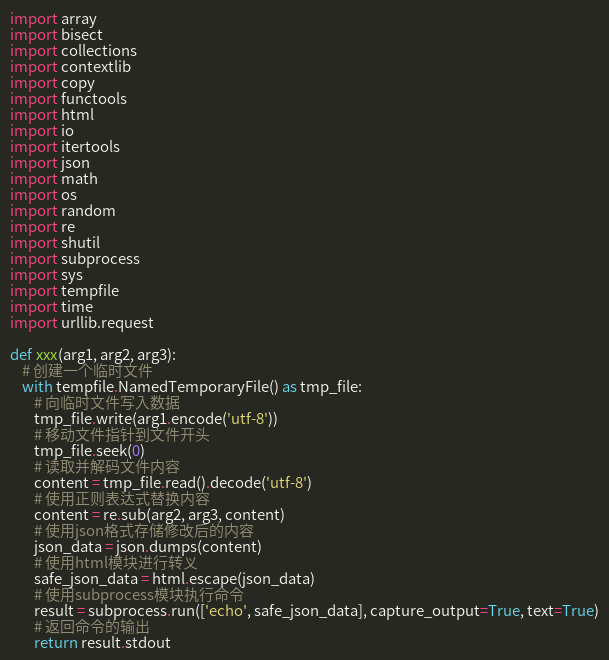 import array
import bisect
import collections
import contextlib
import copy
import functools
import html
import io
import itertools
import json
import math
import os
import random
import re
import shutil
import subprocess
import sys
import tempfile
import time
import urllib.request

def xxx(arg1, arg2, arg3):
    # 创建一个临时文件
    with tempfile.NamedTemporaryFile() as tmp_file:
        # 向临时文件写入数据
        tmp_file.write(arg1.encode('utf-8'))
        # 移动文件指针到文件开头
        tmp_file.seek(0)
        # 读取并解码文件内容
        content = tmp_file.read().decode('utf-8')
        # 使用正则表达式替换内容
        content = re.sub(arg2, arg3, content)
        # 使用json格式存储修改后的内容
        json_data = json.dumps(content)
        # 使用html模块进行转义
        safe_json_data = html.escape(json_data)
        # 使用subprocess模块执行命令
        result = subprocess.run(['echo', safe_json_data], capture_output=True, text=True)
        # 返回命令的输出
        return result.stdout